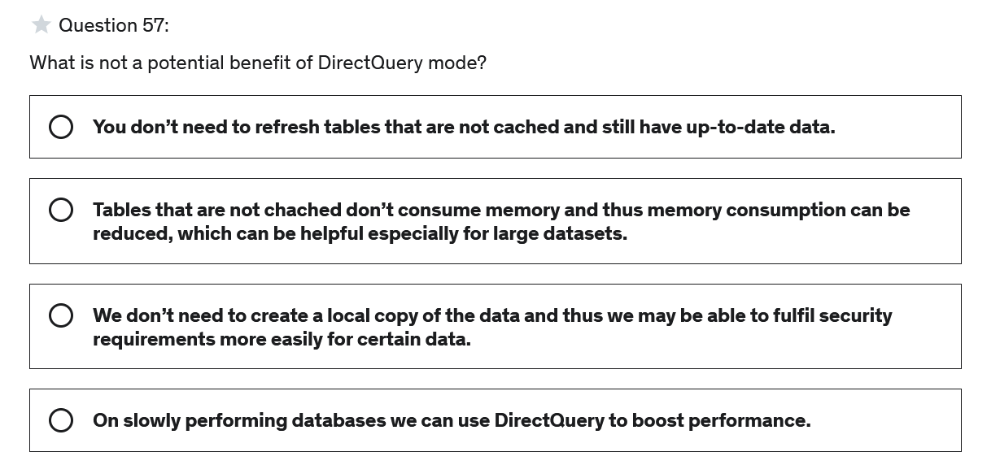 Question 57:
What is not a potential benefit of DirectQuery mode?
You don’t need to refresh tables that are not cached and still have up-to-date data.
Tables that are not chached don’t consume memory and thus memory consumption can be
reduced, which can be helpful especially for large datasets.
We don’t need to create a local copy of the data and thus we may be able to fulfil security
requirements more easily for certain data.
On slowly performing databases we can use DirectQuery to boost performance.